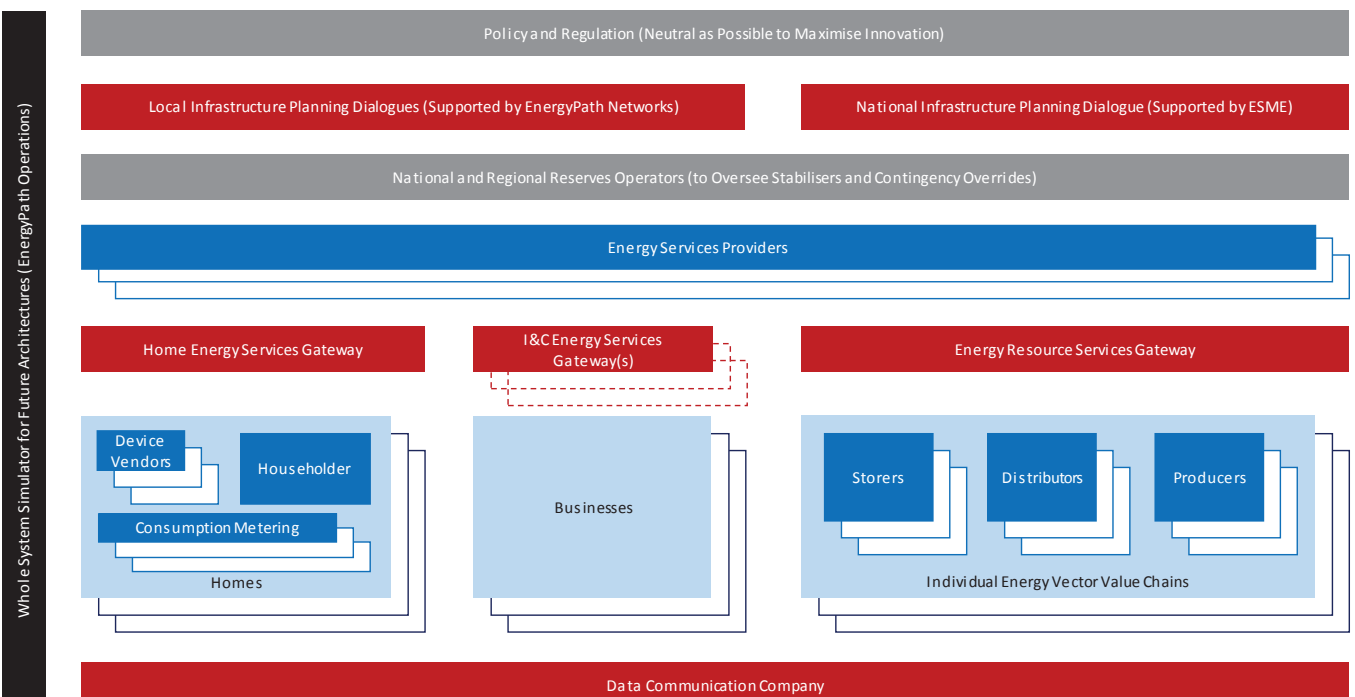 Whole System Simulator for Future Architectures (EnergyPath Operations)
Policy and Regulation (Neutral as Possible to Maximise Innovation)
Local Infrastructure Planning Dialogues (Supported by EnergyPath Networks)
National Infrastructure Planning Dialogue (Supported by ESME)
National and Regional Reserves Operators (to Oversee Stabilisers and Contingency Overrides)
Energy Services Providers
Home Energy Services Gateway
I&C Energy Services
Gateway(s)
Energy Resource Services Gateway
Device
Vendors
Householder
Consumption Metering
Homes
Businesses
Storers
Distributors
Producers
Individual Energy Vector Value Chains
Data Communication Company